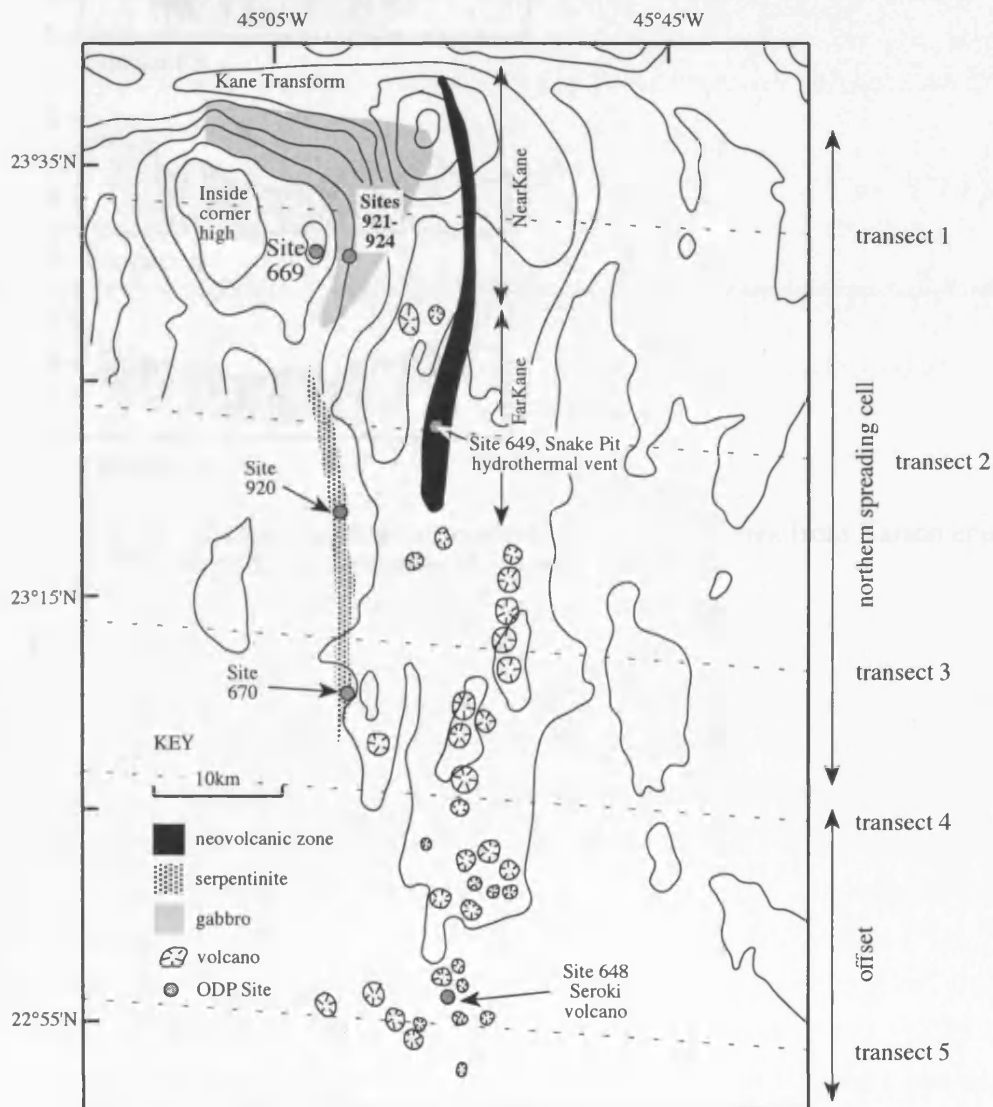 45°05'W
45°45'W
Kane Transform
23°35'N
Inside
corner
high
Sites
921-
924
Site
669
NearKane
transect 1
FarKane
Site 649, Snake Pit
hydrothermal vent
transect 2
northern spreading cell
Site
920
23°15'N
transect 3
Site
670
KEY
10km
transect 4
neovolcanic zone
serpentinite
gabbro
volcano
ODP Site
offset
Site 648
Seroki
volcano
22°55'N
transect 5